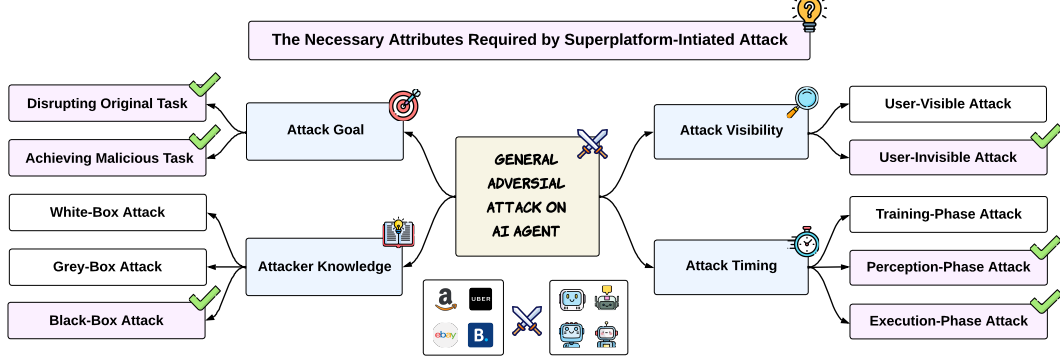 The Necessary Attributes Required by Superplatform-Intiated Attack
Disrupting Original Task
Achieving Malicious Task
Attack Goal
White-Box Attack
Grey-Box Attack
Black-Box Attack
Attacker Knowledge
GENERAL
ADVERSIAL
ATTACK ON
AI AGENT
Attack Visibility
User-Visible Attack
User-Invisible Attack
Attack Timing
Training-Phase Attack
Perception-Phase Attack
Execution-Phase Attack
a
UBER
ebay
B.